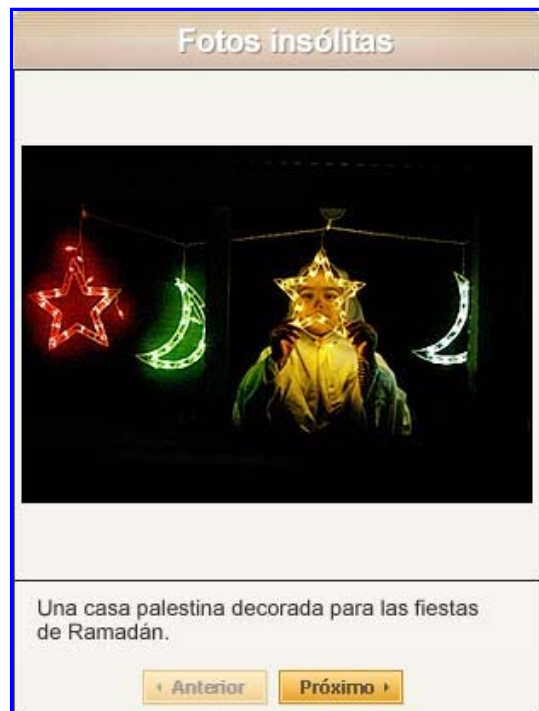 Fotos insólitas
Una casa palestina decorada para las fiestas
de Ramadán.
Anterior
Próximo